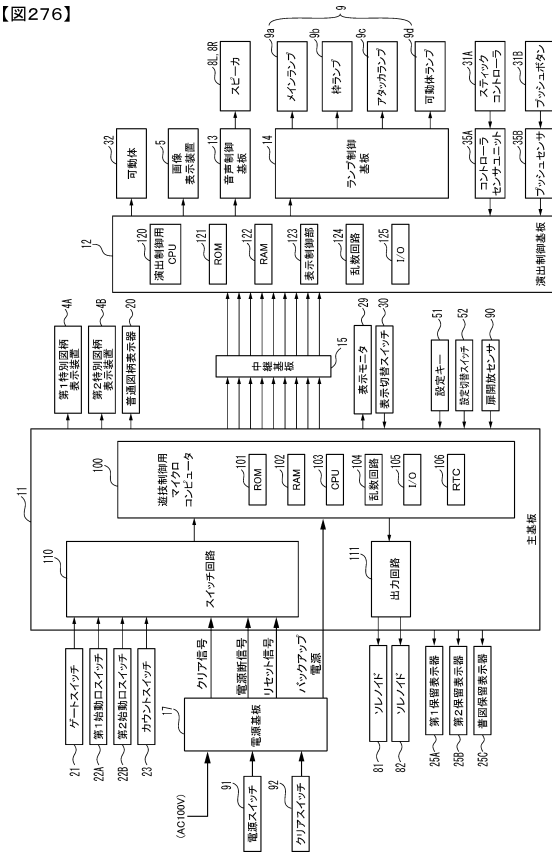 【図276】
32
可動体
5
画像
表示装置
13
音声制御
基板
8L, 8R
スピーカ
14
ランプ制御
基板
9
9a
メインランプ
9b
枠ランプ
9c
アタッカランプ
9d
可動体ランプ
35A
コントローラ
センサユニット
31A
スティック
コントローラ
35B
プッシュセンサ
31B
プッシュボタン
12
120
演出制御用
CPU
121
ROM
122
RAM
123
表示制御部
124
乱数回路
125
I/O
演出制御基板
4A
第1特別図柄
表示装置
4B
第2特別図柄
表示装置
20
普通図柄表示器
中継
基板
15
29
表示モニタ
30
表示切替スイッチ
51
設定キー
52
設定切替スイッチ
90
扉開放センサ
11
100
遊技制御用
マイクロ
コンピュータ
101
ROM
102
RAM
103
CPU
104
乱数回路
105
I/O
106
RTC
主基板
110
スイッチ回路
111
出力回路
クリア信号
電源断信号
リセット信号
バックアップ
電源
21
ゲートスイッチ
22A
第1始動口スイッチ
22B
第2始動口スイッチ
23
カウントスイッチ
17
電源基板
(AC100V)
91
電源スイッチ
92
クリアスイッチ
81
ソレノイド
82
ソレノイド
25A
第1保留表示器
25B
第2保留表示器
25C
普図保留表示器